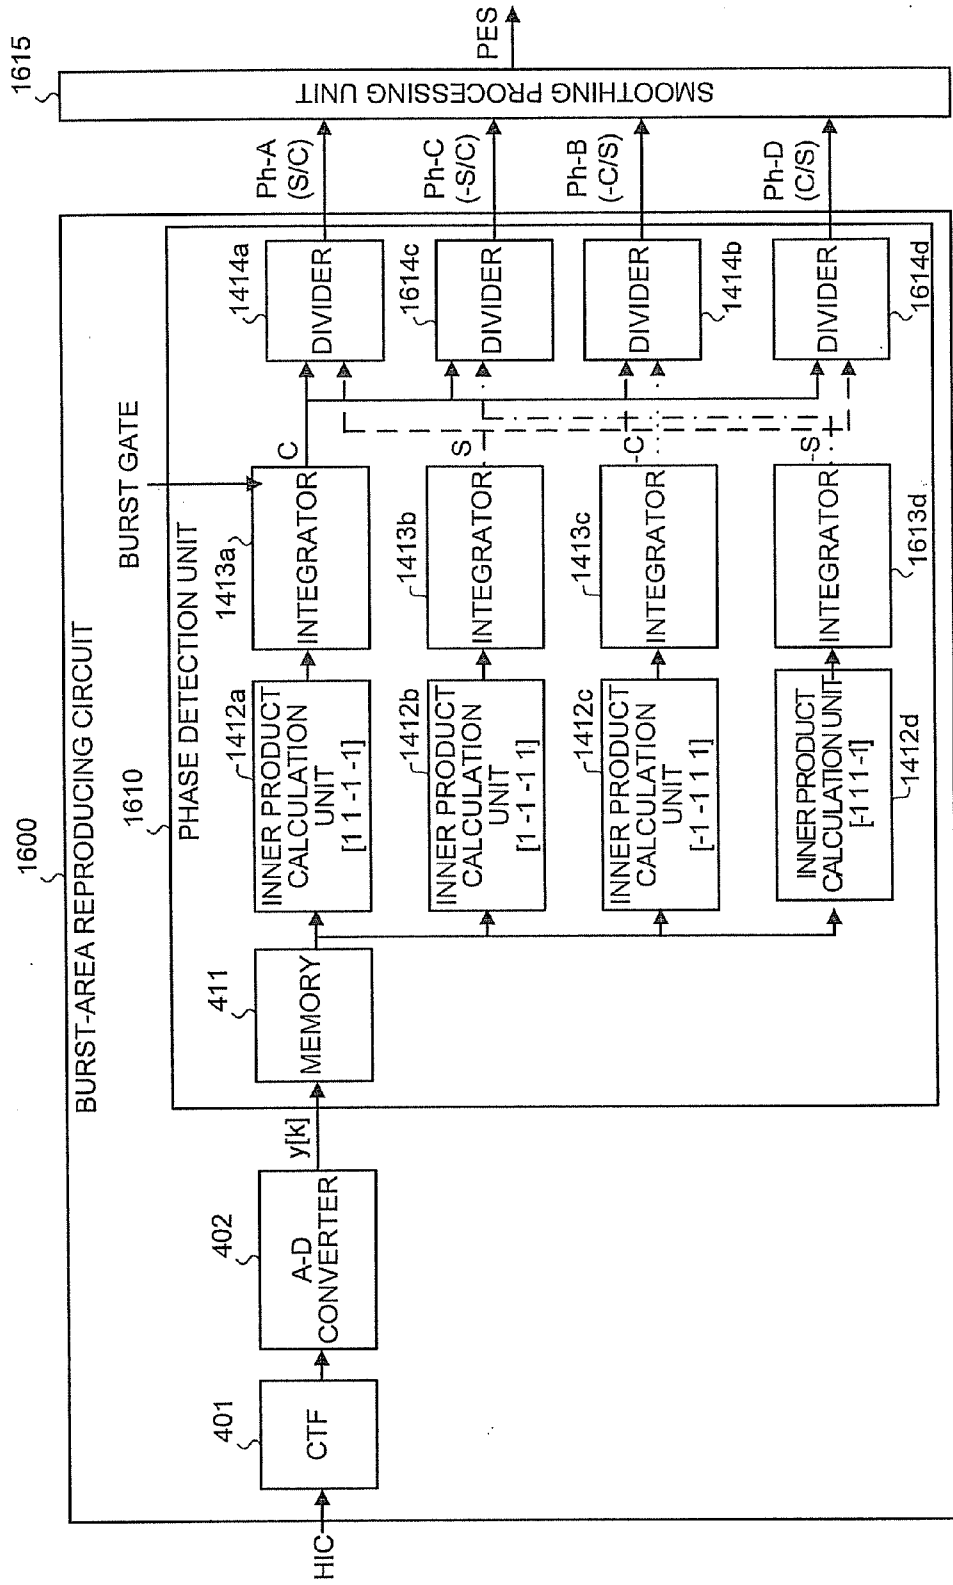 1600
BURST-AREA REPRODUCING CIRCUIT
HIC
401
CTF
402
A-D
CONVERTER
y[k]
1610
PHASE DETECTION UNIT
BURST GATE
411
MEMORY
1412a
INNER PRODUCT
CALCULATION
UNIT
[1 1 -1 -1]
1412b
INNER PRODUCT
CALCULATION
UNIT
[1 -1 -1 1]
1412c
INNER PRODUCT
CALCULATION
UNIT
[-1 -1 1 1]
1412d
INNER PRODUCT
CALCULATION UNIT
[-1 1 1 -1]
1413a
INTEGRATOR
C
1413b
INTEGRATOR
S
1413c
INTEGRATOR
-C
1613d
INTEGRATOR
-S
1414a
DIVIDER
1614c
DIVIDER
1414b
DIVIDER
1614d
DIVIDER
Ph-A
(S/C)
Ph-C
(-S/C)
Ph-B
(-C/S)
Ph-D
(C/S)
1615
SMOOTHING PROCESSING UNIT
PES